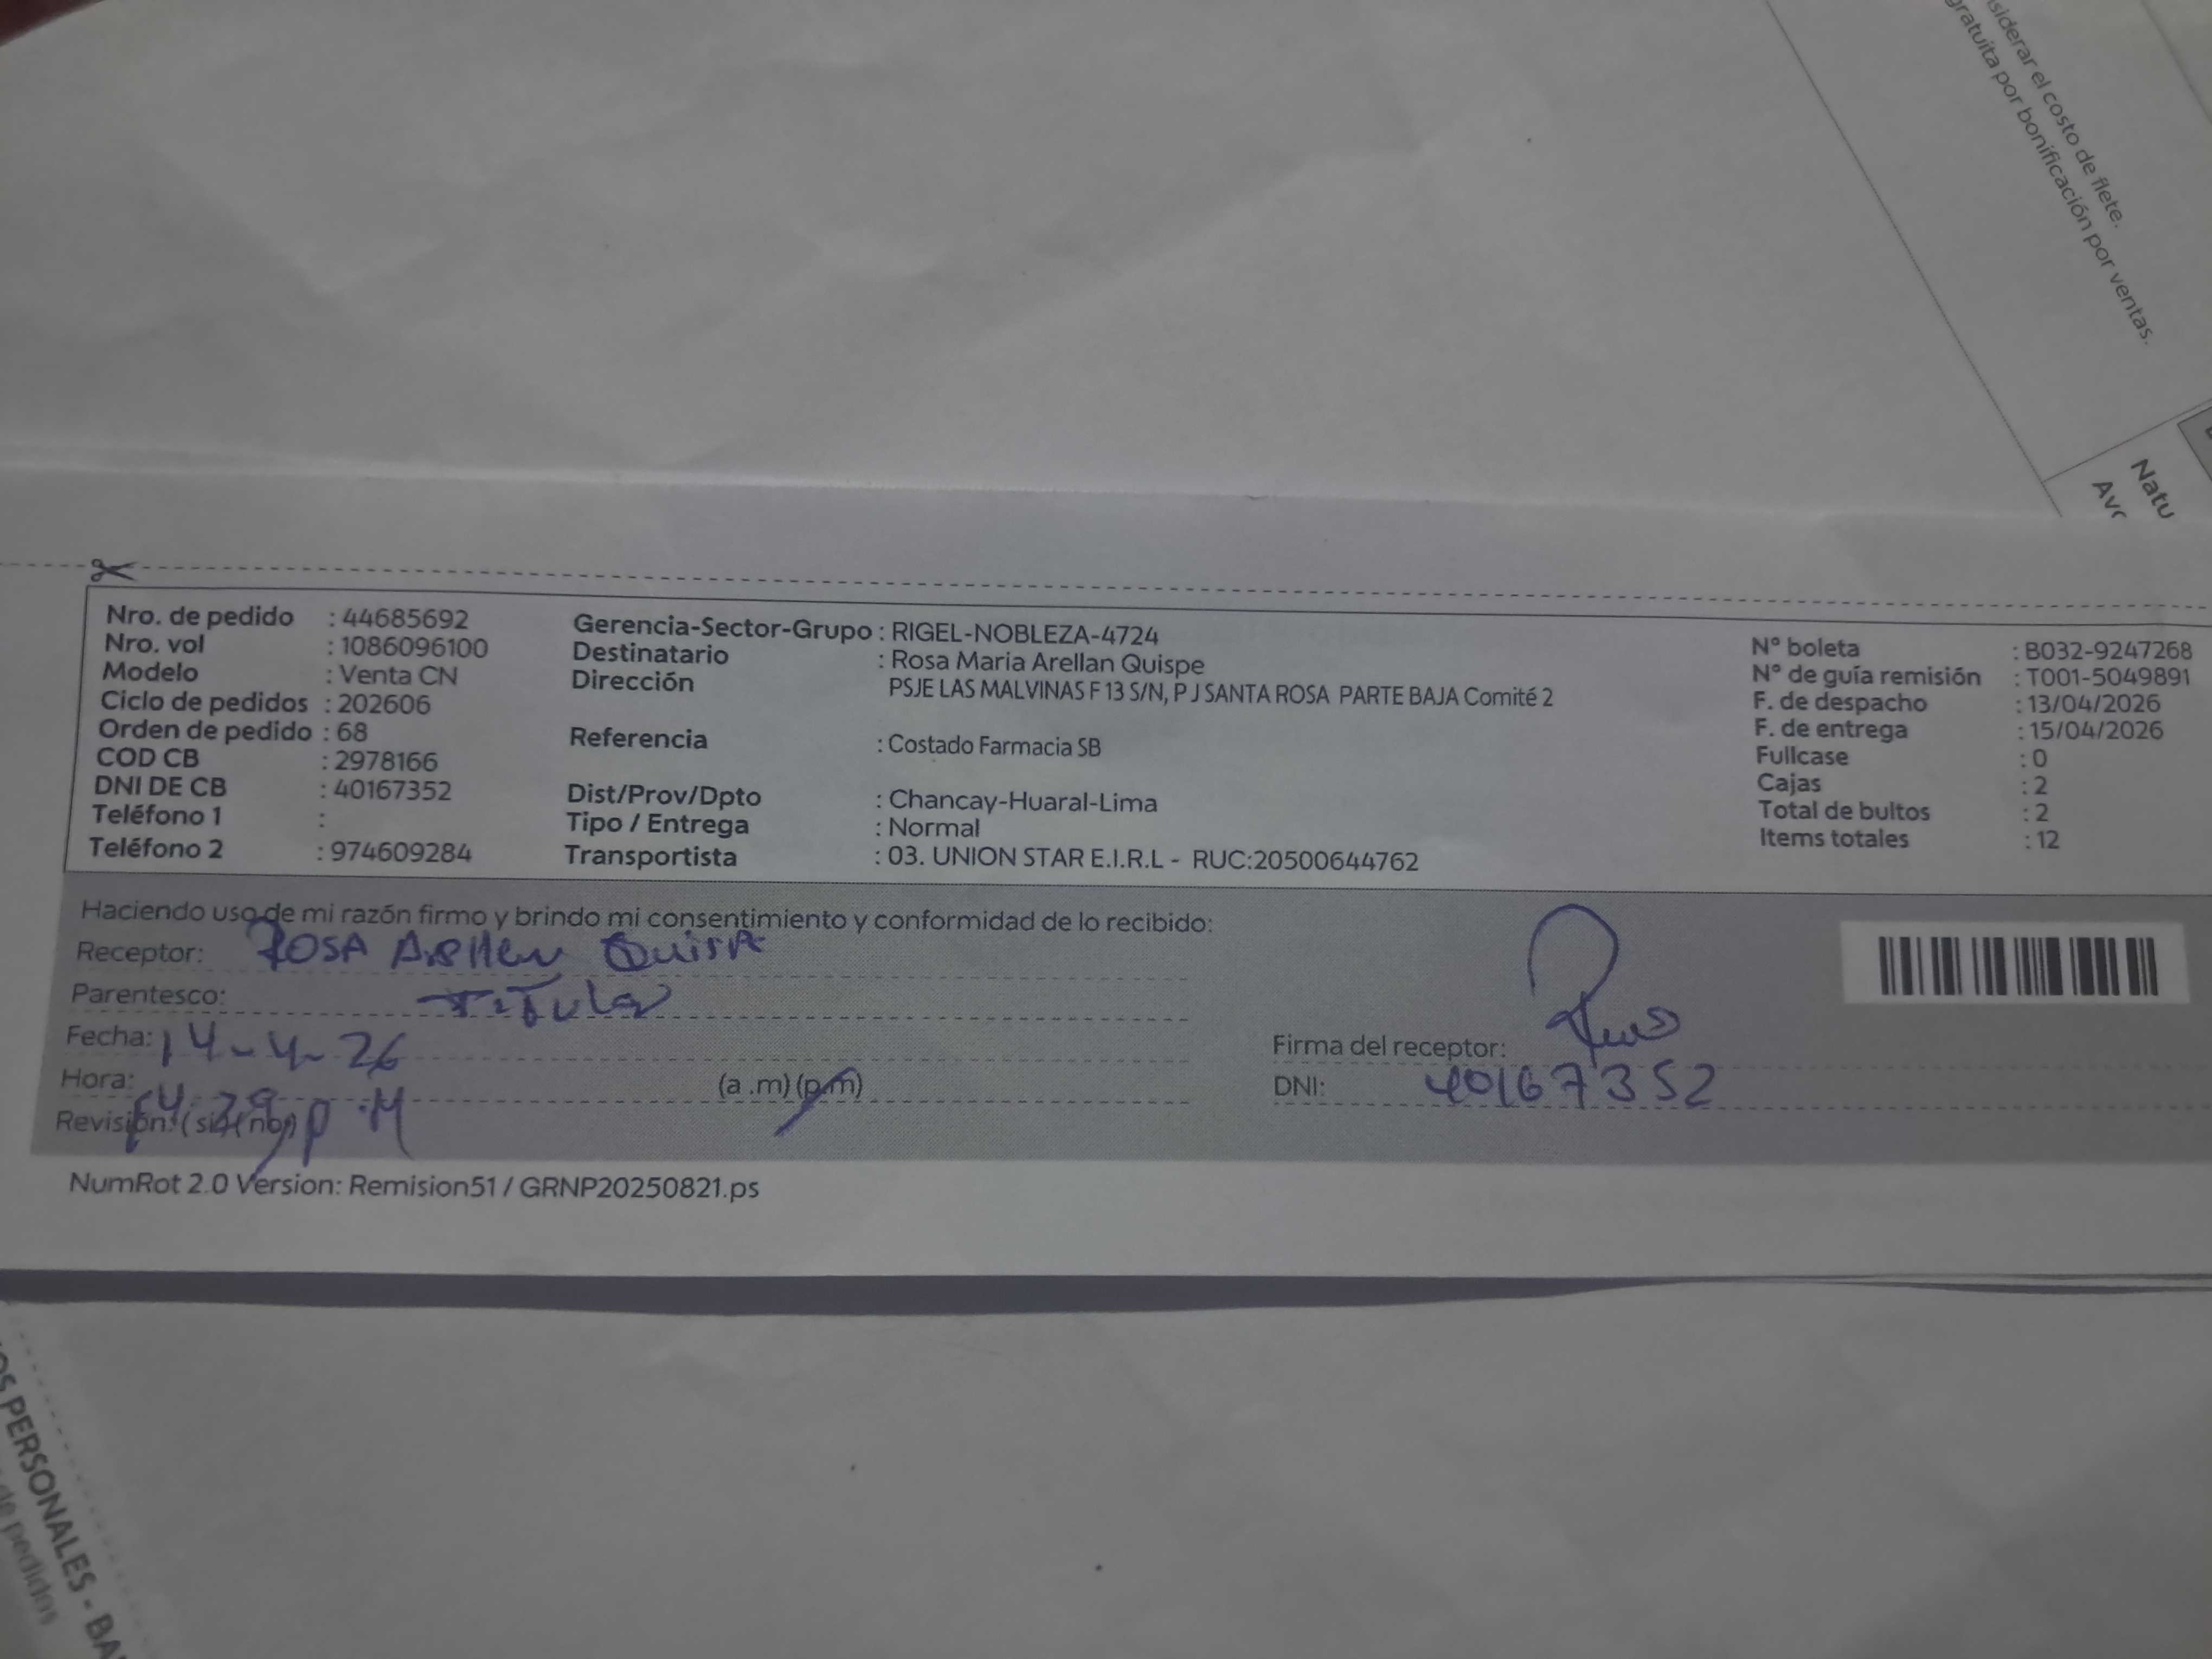 nsiderar el costo de flete.
gratuita por bonificación por ventas.
Natu
Avo
Nro. de pedido : 44685692
Nro. vol : 1086096100
Modelo : Venta CN
Ciclo de pedidos : 202606
Orden de pedido : 68
COD CB : 2978166
DNI DE CB : 40167352
Teléfono 1 :
Teléfono 2 : 974609284
Gerencia-Sector-Grupo : RIGEL-NOBLEZA-4724
Destinatario : Rosa Maria Arellan Quispe
Dirección PSJE LAS MALVINAS F 13 S/N, P J SANTA ROSA PARTE BAJA Comité 2
Referencia : Costado Farmacia SB
Dist/Prov/Dpto : Chancay-Huaral-Lima
Tipo / Entrega : Normal
Transportista : 03. UNION STAR E.I.R.L - RUC:20500644762
N° boleta : B032-9247268
N° de guía remisión : T001-5049891
F. de despacho : 13/04/2026
F. de entrega : 15/04/2026
Fullcase : 0
Cajas : 2
Total de bultos : 2
Items totales : 12
Haciendo uso de mi razón firmo y brindo mi consentimiento y conformidad de lo recibido:
Receptor: ROSA Quispe
Parentesco: Titular
Fecha: 14-4-26
Hora: P.M (a .m) (p.m)
Revisión: (si) (no)
Firma del receptor:
DNI: 40167352
NumRot 2.0 Version: Remision51 / GRNP20250821.ps
OS PERSONALES - BA
de pedidos